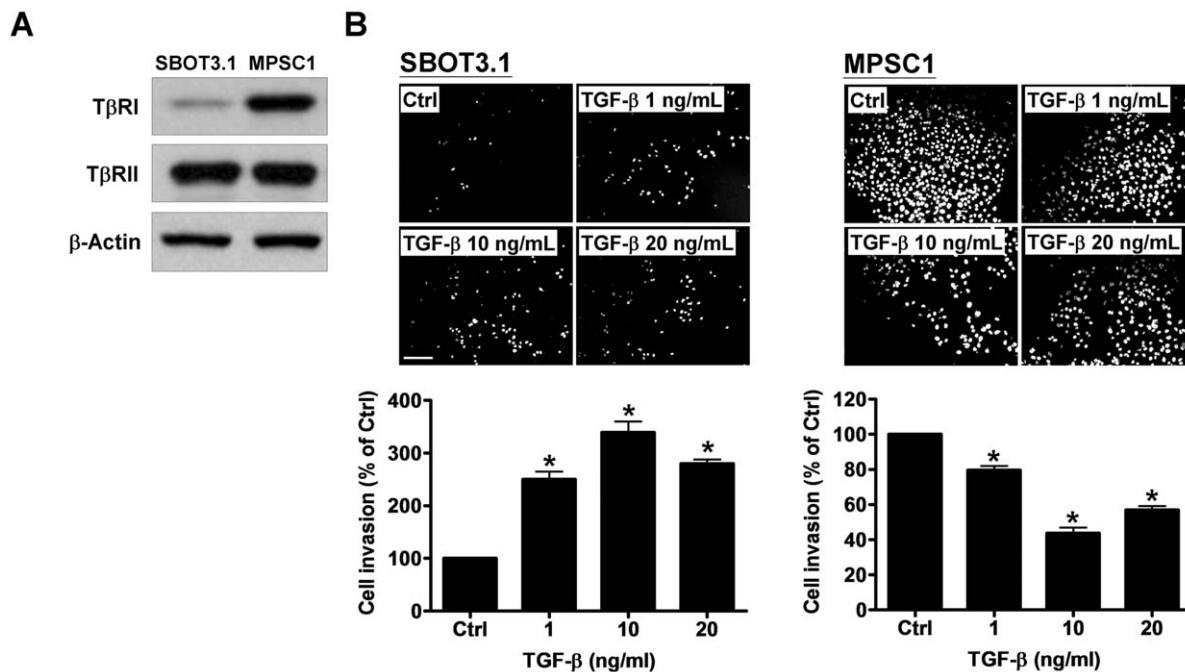 A
SBOT3.1 MPSC1
TβRI
TβRII
β-Actin
B
SBOT3.1
Ctrl
TGF-β 1 ng/mL
TGF-β 10 ng/mL
TGF-β 20 ng/mL
Cell invasion (% of Ctrl)
400
300
200
100
0
*
*
*
Ctrl
1
10
20
TGF-β (ng/ml)
MPSC1
Ctrl
TGF-β 1 ng/mL
TGF-β 10 ng/mL
TGF-β 20 ng/mL
Cell invasion (% of Ctrl)
120
100
80
60
40
20
0
*
*
*
Ctrl
1
10
20
TGF-β (ng/ml)